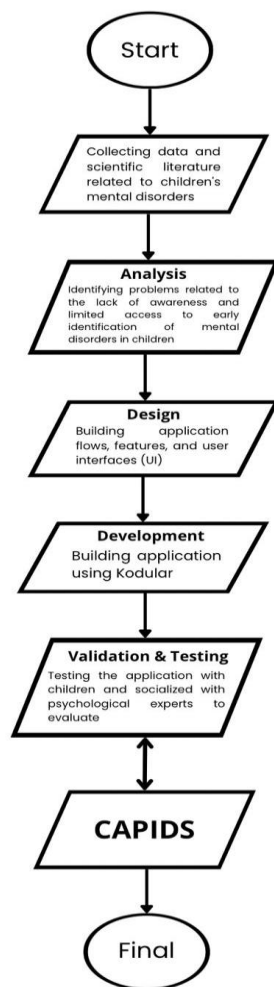 Start
Collecting data and
scientific literature
related to children's
mental disorders
Analysis
Identifying problems related to
the lack of awareness and
limited access to early
identification of mental
disorders in children
Design
Building application
flows, features, and user
interfaces (UI)
Development
Building application
using Kodular
Validation & Testing
Testing the application with
children and socialized with
psychological experts to
evaluate
CAPIDS
Final